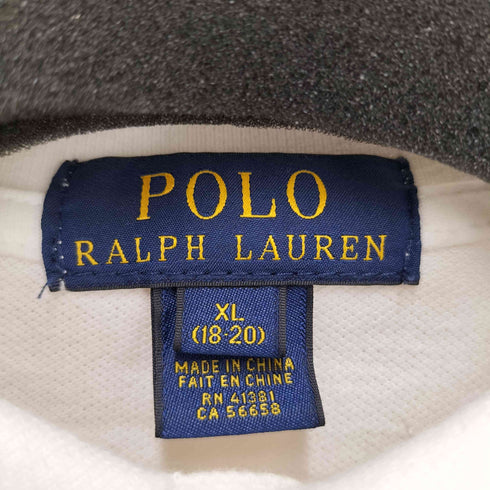 POLO
RALPH LAUREN
XL
(18-20)
MADE IN CHINA
FAIT EN CHINE
RN 41381
CA 56658